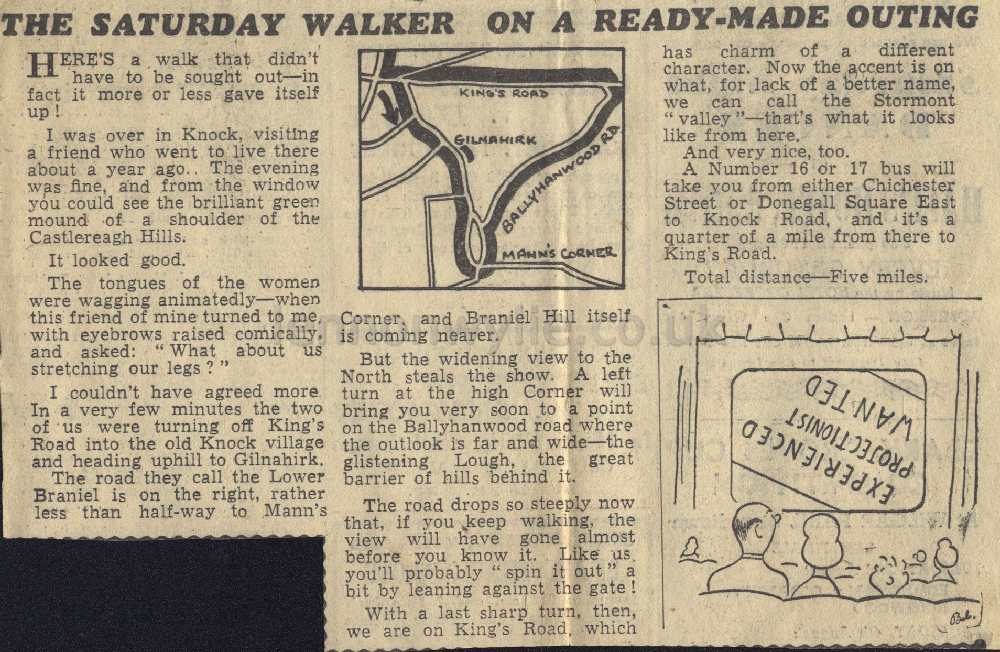 THE SATURDAY WALKER ON A READY-MADE OUTING
HERE'S a walk that didn't
have to be sought out—in
fact it more or less gave itself
up!
I was over in Knock, visiting
a friend who went to live there
about a year ago.. The evening
was fine, and from the window
you could see the brilliant green
mound of a shoulder of the
Castlereagh Hills.
It looked good.
The tongues of the women
were wagging animatedly—when
this friend of mine turned to me,
with eyebrows raised comically,
and asked: "What about us
stretching our legs?"
I couldn't have agreed more.
In a very few minutes the two
of us were turning off King's
Road into the old Knock village
and heading uphill to Gilnahirk.
The road they call the Lower
Braniel is on the right, rather
less than half-way to Mann's
KING'S ROAD
GILNAHIRK
BALLYHANWOOD RD.
MANN'S CORNER
Corner, and Braniel Hill itself
is coming nearer.
But the widening view to the
North steals the show. A left
turn at the high Corner will
bring you very soon to a point
on the Ballyhanwood road where
the outlook is far and wide—the
glistening Lough, the great
barrier of hills behind it.
The road drops so steeply now
that, if you keep walking, the
view will have gone almost
before you know it. Like us,
you'll probably "spin it out" a
bit by leaning against the gate!
With a last sharp turn, then,
we are on King's Road, which
has charm of a different
character. Now the accent is on
what, for lack of a better name,
we can call the Stormont
"valley"—that's what it looks
like from here.
And very nice, too.
A Number 16 or 17 bus will
take you from either Chichester
Street or Donegall Square East
to Knock Road, and it's a
quarter of a mile from there to
King's Road.
Total distance—Five miles.
EXPERIENCED
PROJECTIONIST
WANTED
Bob.